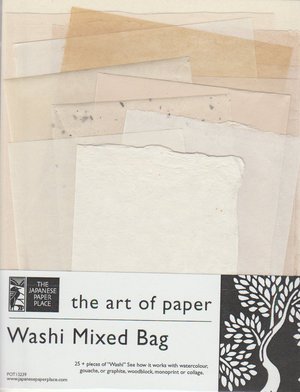 THE
JAPANESE
PAPER
PLACE
the art of paper
Washi Mixed Bag
25 + pieces of "Washi" See how it works with watercolour,
gouache, or graphite, woodblock, monoprint or collage.
POT13239
www.japanesepaperplace.com